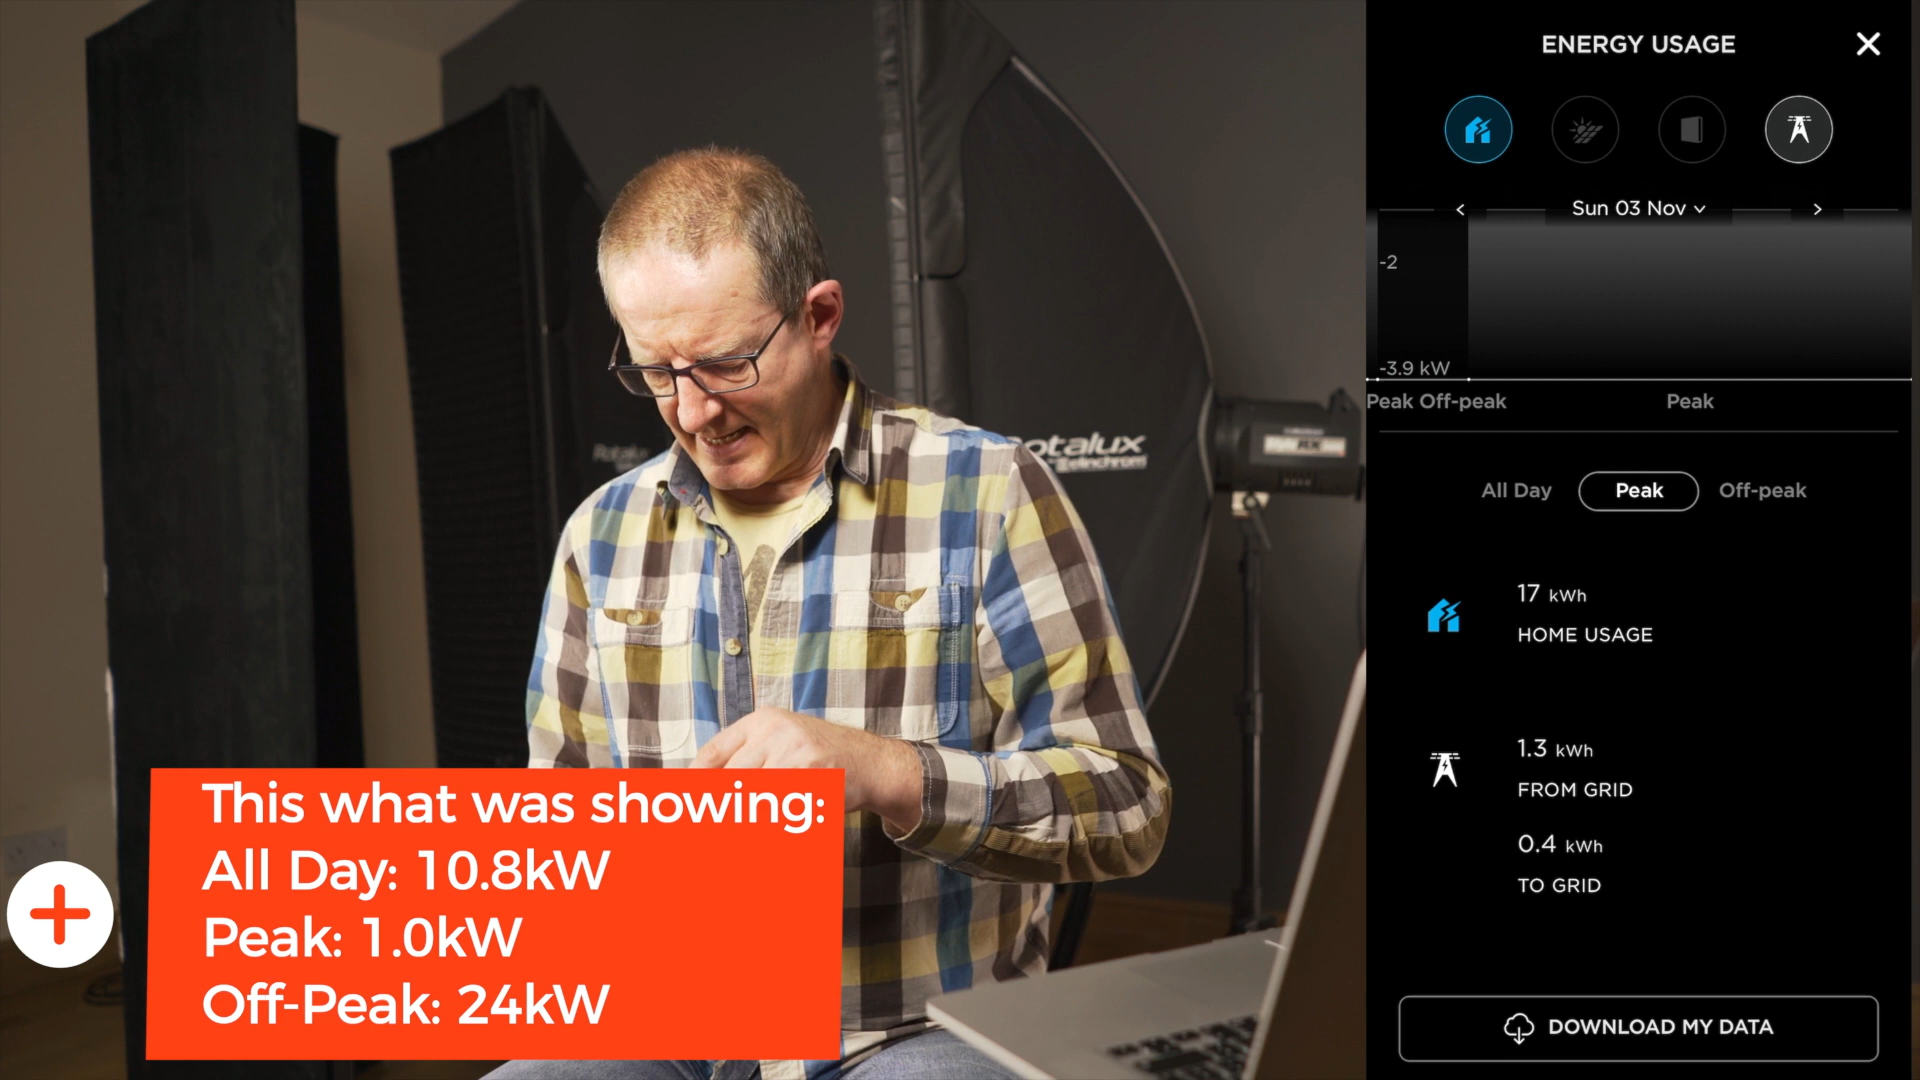 ENERGY USAGE
Sun 03 Nov
-2
-3.9 kW
Peak Off-peak Peak
All Day Peak Off-peak
17 kWh
HOME USAGE
1.3 kWh
FROM GRID
0.4 kWh
TO GRID
DOWNLOAD MY DATA
otalux
Elinchrom
Rotalux
This what was showing:
All Day: 10.8kW
Peak: 1.0kW
Off-Peak: 24kW